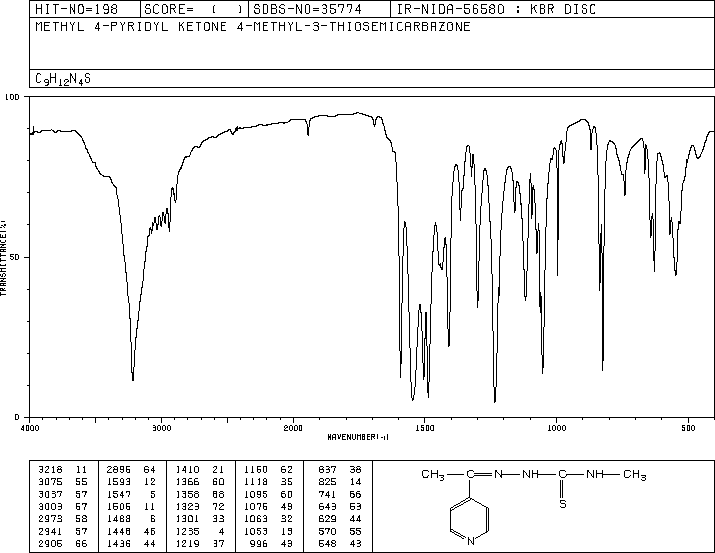 HIT-NO=198 SCORE= ( ) SDBS-NO=35774 IR-NIDA-56580 : KBR DISC
METHYL 4-PYRIDYL KETONE 4-METHYL-3-THIOSEMICARBAZONE
C9H12N4S
100
50
0
TRANSMITTANCE(%)
4000 3000 2000 1500 1000 500
WAVENUMBER(-1)
3218 11 2896 64 1410 21 1160 62 837 38
3075 55 1593 12 1366 60 1118 35 825 14
3037 57 1547 5 1358 68 1095 60 741 66
3009 67 1506 11 1323 72 1076 49 643 53
2973 58 1488 6 1301 33 1063 32 629 44
2941 57 1448 46 1235 4 1053 13 570 55
2905 66 1436 44 1219 37 996 43 548 43
CH3 C N NH C NH CH3
S
N